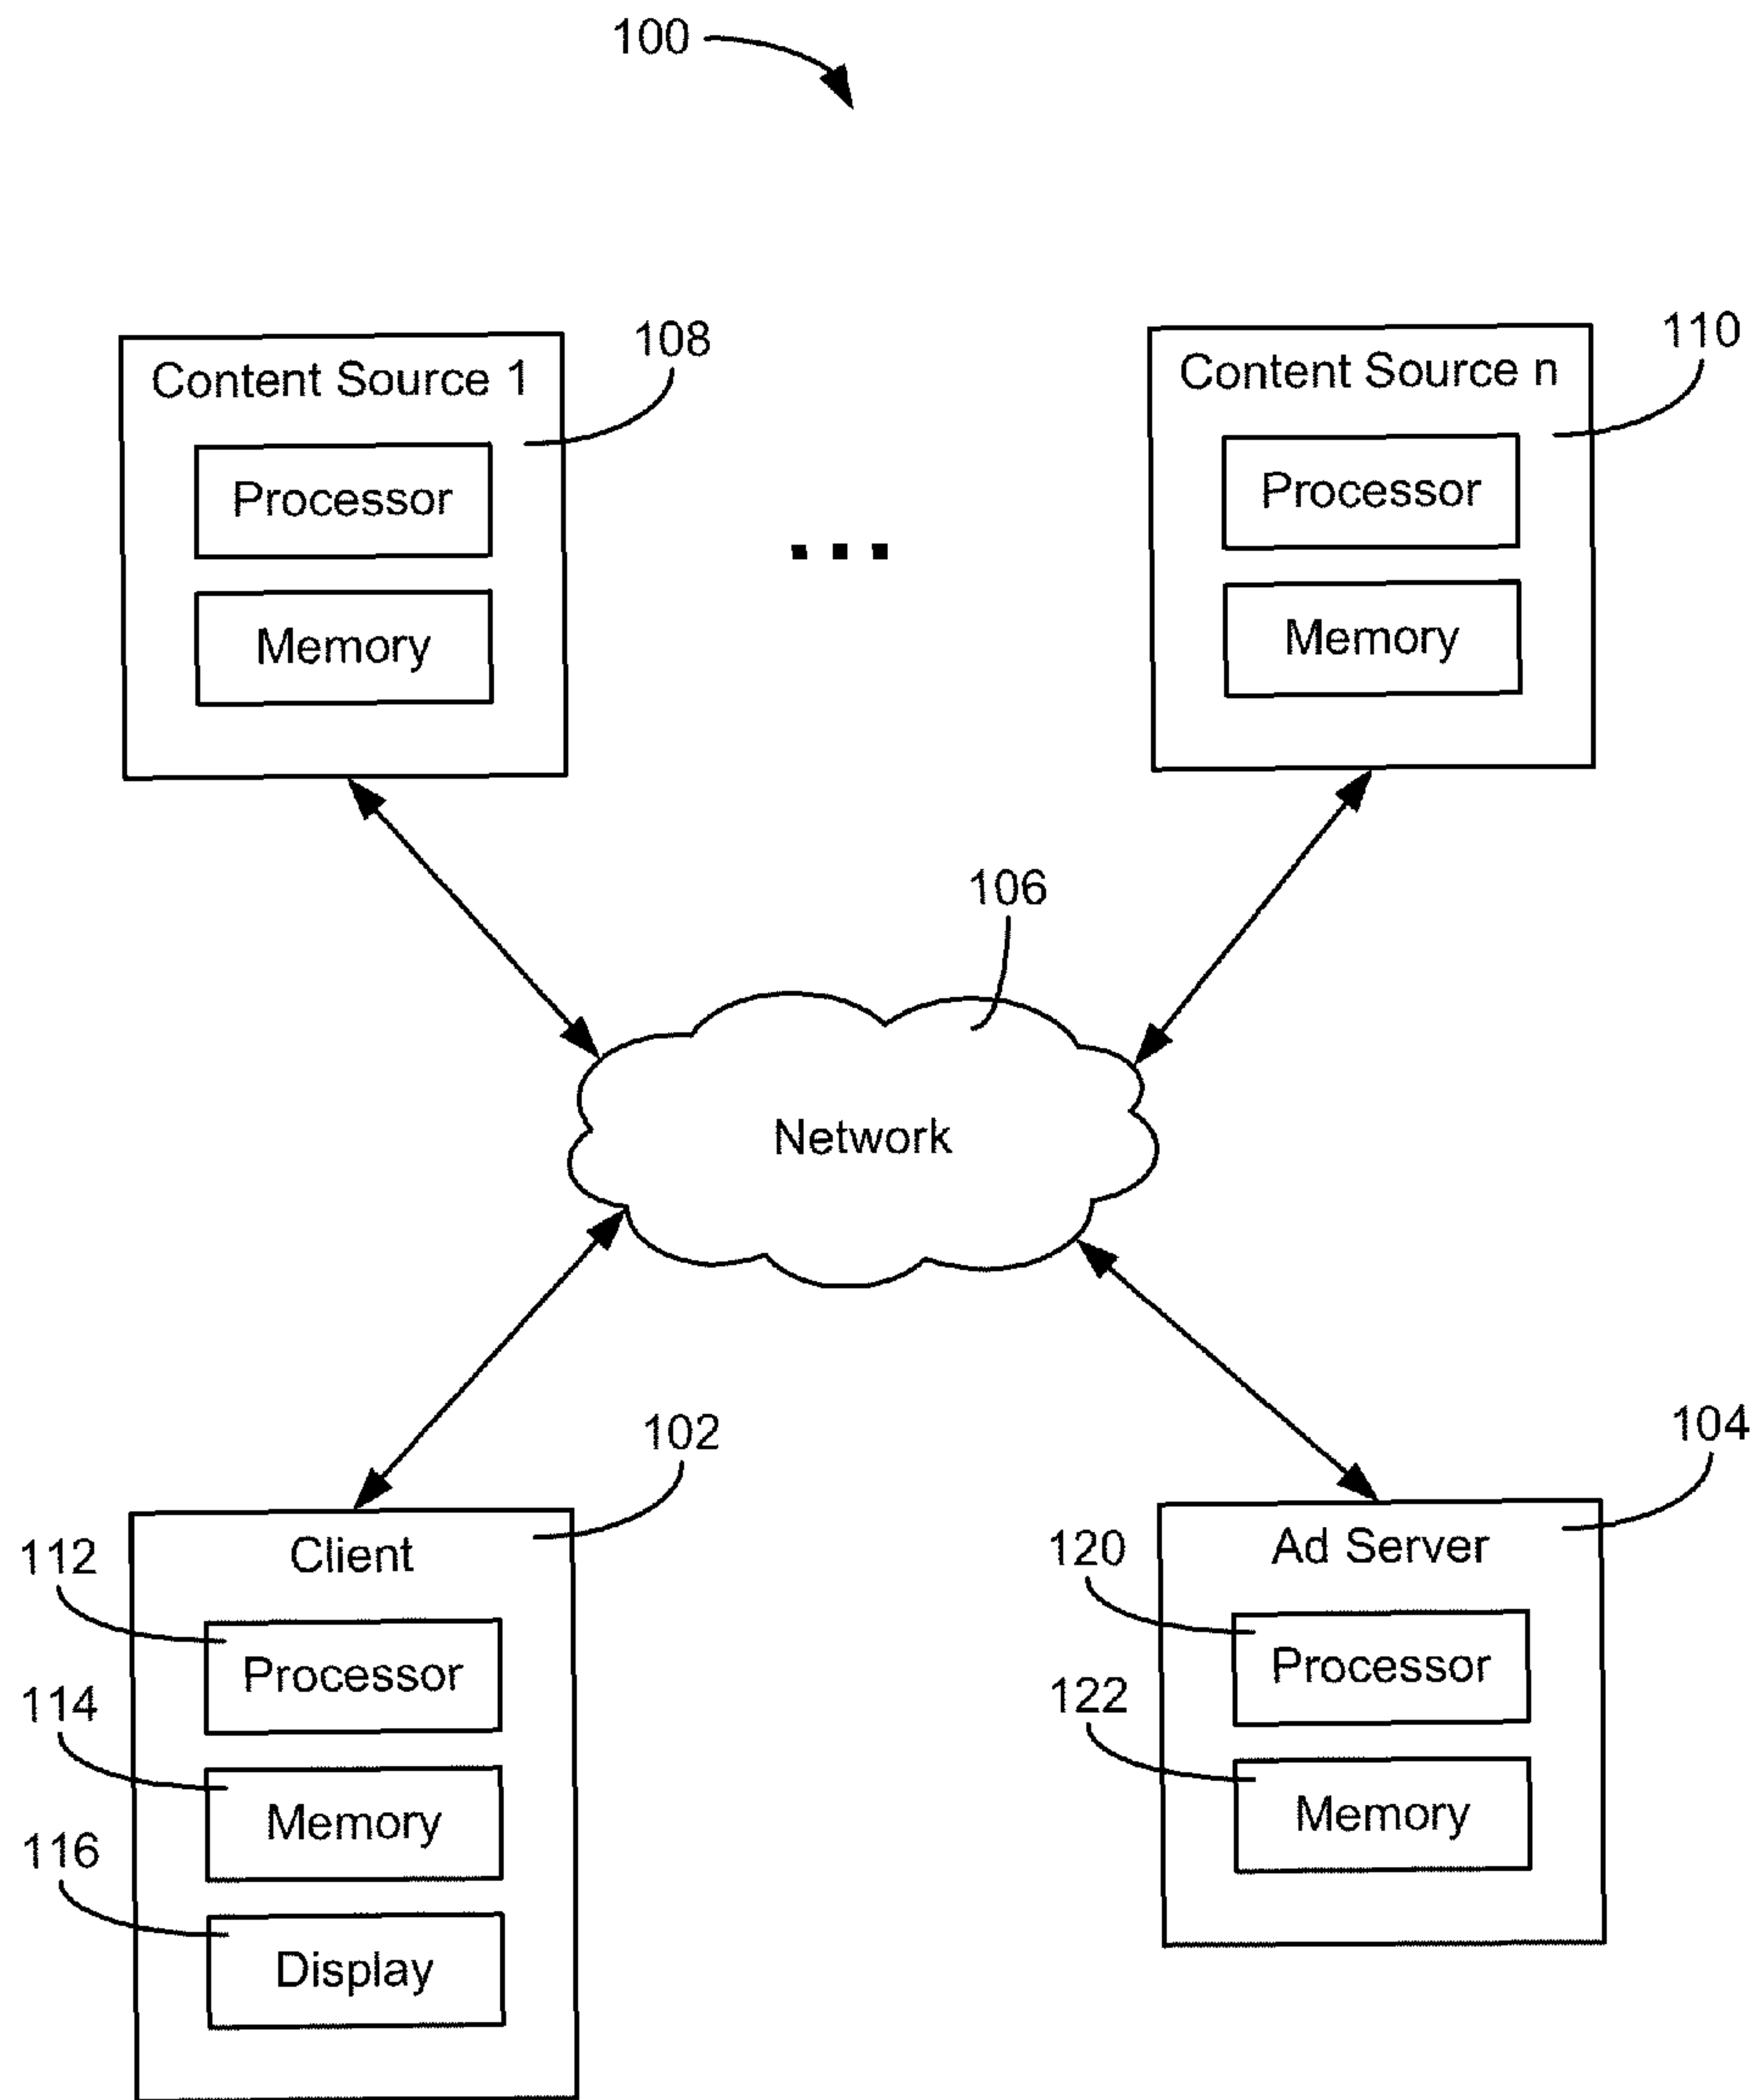 100
108
110
Content Source 1
Content Source n
Processor
Processor
Memory
Memory
106
Network
102
104
Client
Ad Server
112
120
Processor
Processor
114
122
Memory
Memory
116
Display